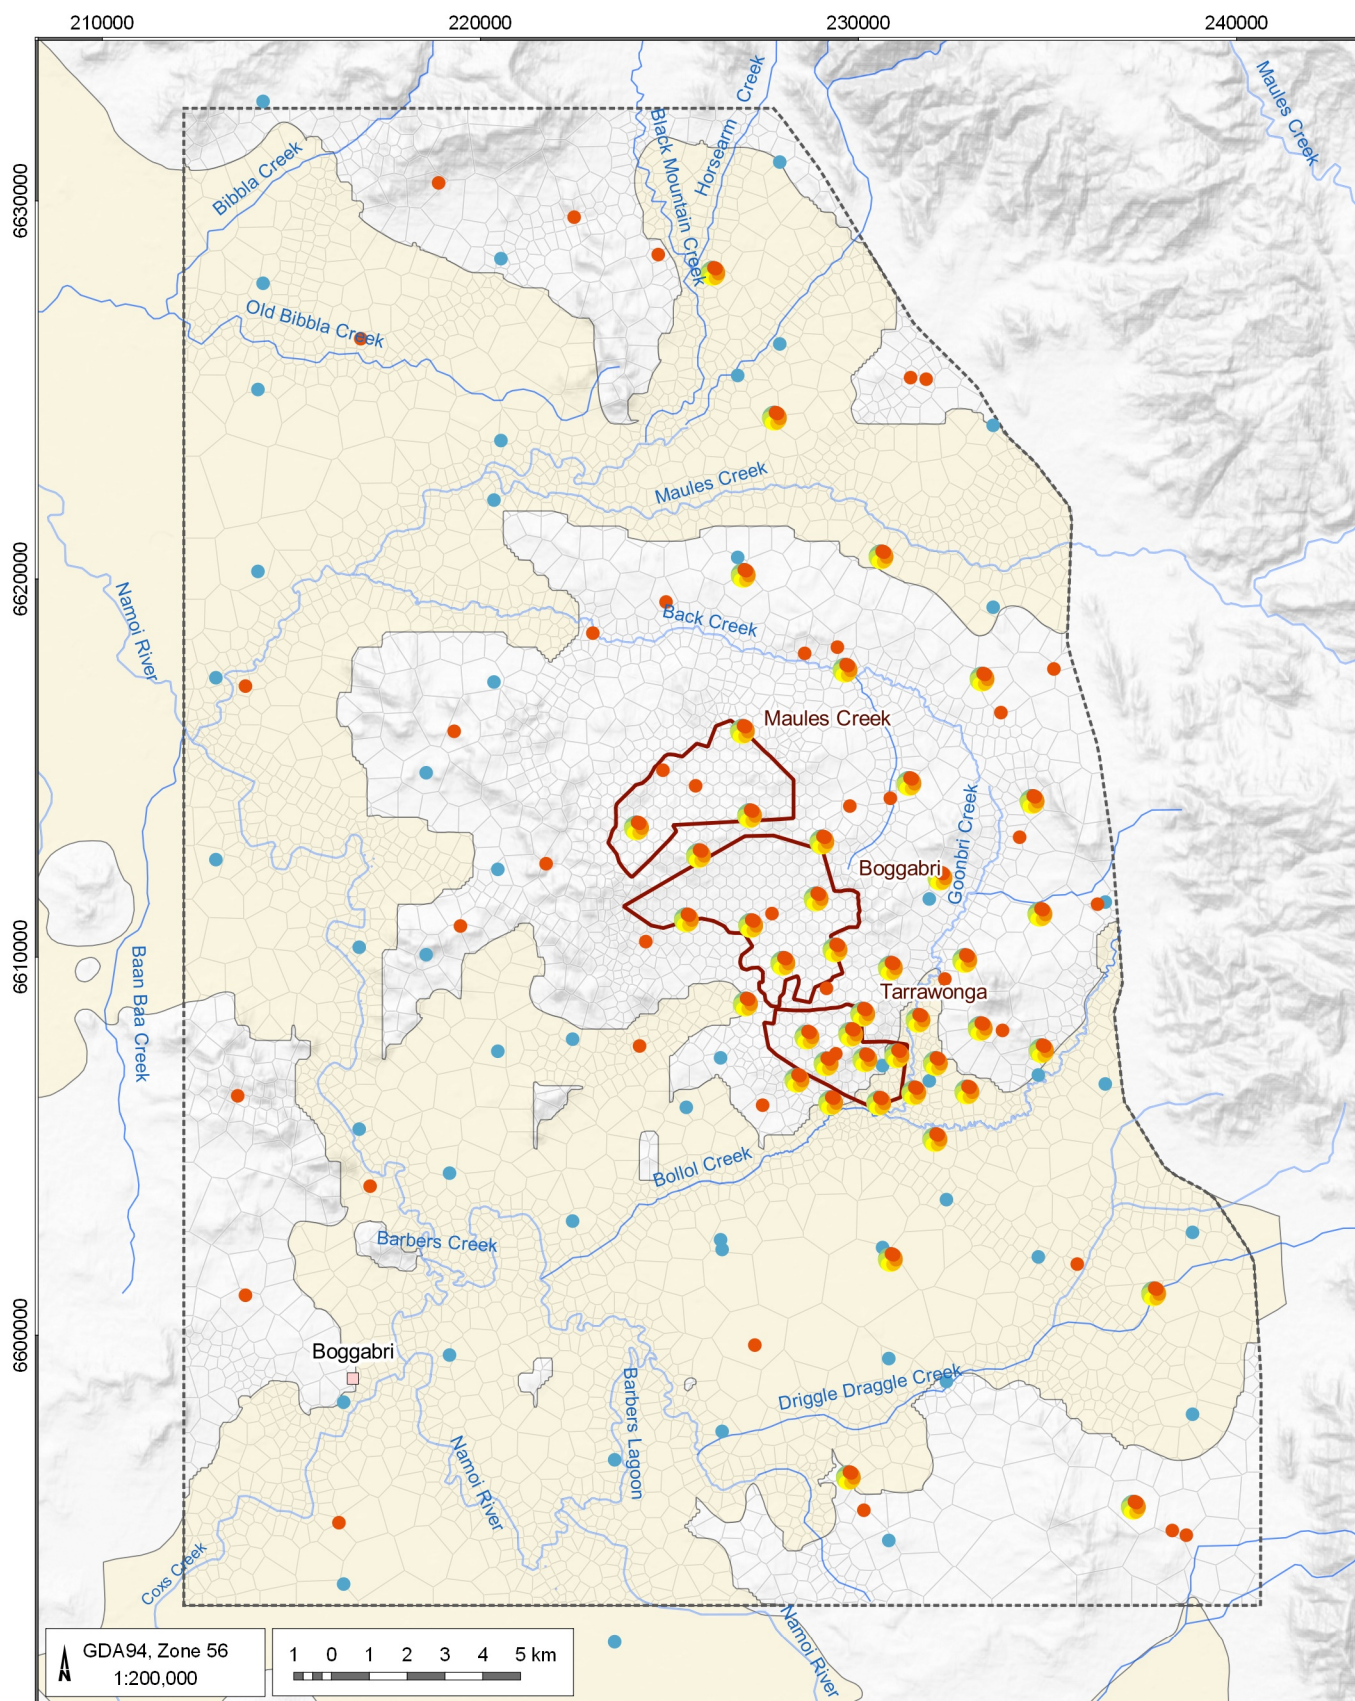 210000
220000
230000
240000
6630000
6620000
6610000
6600000
Maules Creek
Horsearm Creek
Black Mountain Creek
Bibbla Creek
Old Bibbla Creek
Maules Creek
Namoi River
Back Creek
Maules Creek
Goonbri Creek
Boggabri
Baan Baa Creek
Tarrawonga
Bollol Creek
Barbers Creek
Boggabri
Barbers Lagoon
Driggle Draggle Creek
Namoi River
Coxs Creek
Namoi River
N
GDA94, Zone 56
1:200,000
1 0 1 2 3 4 5 km